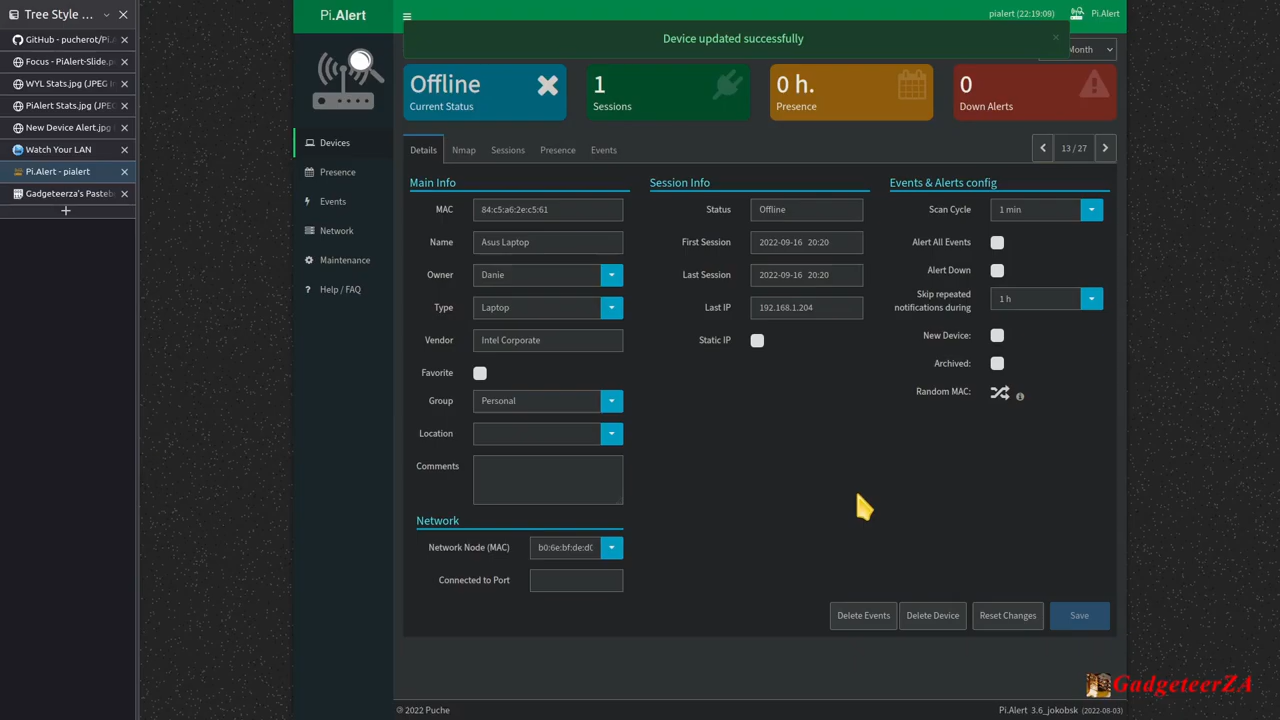 Tree Style ...
GitHub - pucherot/Pi.A
Focus - PiAlert-Slide.p
WYL Stats.jpg (JPEG I
PiAlert Stats.jpg (JPE
New Device Alert.jpg
Watch Your LAN
Pi.Alert - pialert
Gadgeteerza's Pasteb
Pi.Alert
pialert (22:19:09)
Pi.Alert
Device updated successfully
×
Month
Offline
Current Status
1
Sessions
0 h.
Presence
0
Down Alerts
Devices
Presence
Events
Network
Maintenance
Help / FAQ
Details
Nmap
Sessions
Presence
Events
13 / 27
Main Info
MAC 84:c5:a6:2e:c5:61
Name Asus Laptop
Owner Danie
Type Laptop
Vendor Intel Corporate
Favorite
Group Personal
Location
Comments
Network
Network Node (MAC) b0:6e:bf:de:d0
Connected to Port
Session Info
Status Offline
First Session 2022-09-16 20:20
Last Session 2022-09-16 20:20
Last IP 192.168.1.204
Static IP
Events & Alerts config
Scan Cycle 1 min
Alert All Events
Alert Down
Skip repeated
notifications during 1 h
New Device:
Archived:
Random MAC:
Delete Events
Delete Device
Reset Changes
Save
GadgeteerZA
© 2022 Puche
Pi.Alert 3.6_jokobsk (2022-08-03)